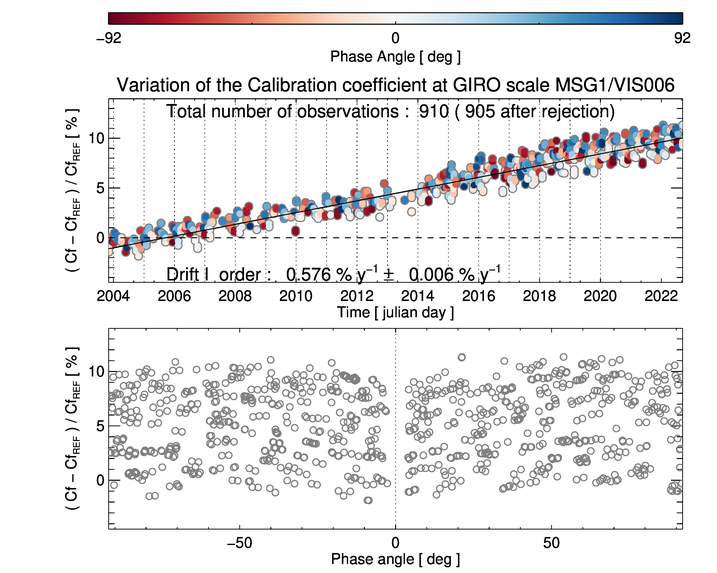 −92 0 92
Phase Angle [ deg ]
Variation of the Calibration coefficient at GIRO scale MSG1/VIS006
Total number of observations : 910 ( 905 after rejection)
( Cf − Cf_REF ) / Cf_REF [ % ]
10
5
0
Drift I order : 0.576 % y⁻¹ ± 0.006 % y⁻¹
2004 2006 2008 2010 2012 2014 2016 2018 2020 2022
Time [ julian day ]
( Cf − Cf_REF ) / Cf_REF [ % ]
10
5
0
−50 0 50
Phase angle [ deg ]